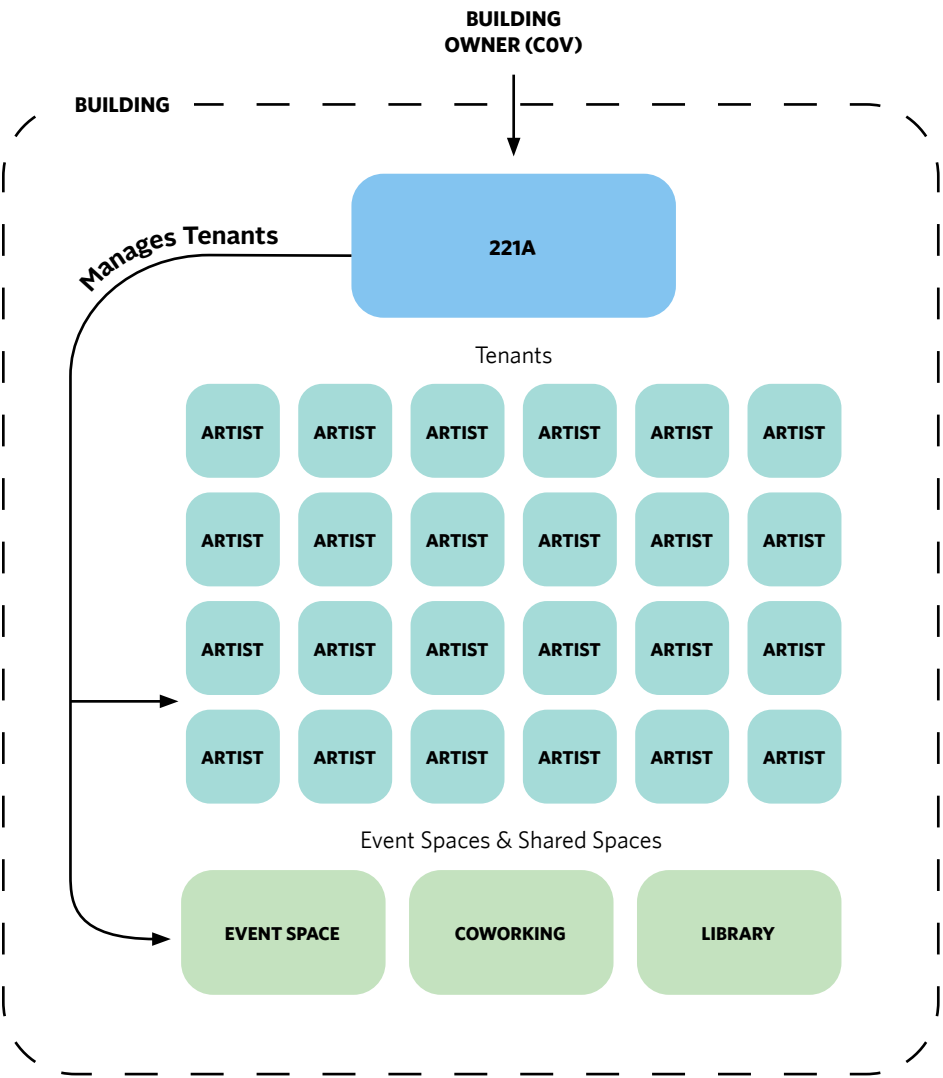 BUILDING
OWNER (COV)
BUILDING
Manages Tenants
221A
Tenants
ARTIST ARTIST ARTIST ARTIST ARTIST ARTIST
ARTIST ARTIST ARTIST ARTIST ARTIST ARTIST
ARTIST ARTIST ARTIST ARTIST ARTIST ARTIST
ARTIST ARTIST ARTIST ARTIST ARTIST ARTIST
Event Spaces & Shared Spaces
EVENT SPACE COWORKING LIBRARY